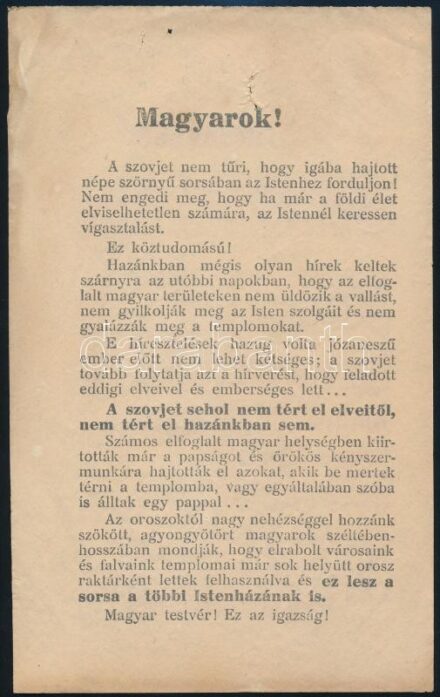 Magyarok!
A szovjet nem tűri, hogy igába hajtott
népe szörnyű sorsában az Istenhez forduljon!
Nem engedi meg, hogy ha már a földi élet
elviselhetetlen számára, az Istennél keressen
vígasztalást.
Ez köztudomású!
Hazánkban mégis olyan hírek keltek
szárnyra az utóbbi napokban, hogy az elfog-
lalt magyar területeken nem üldözik a vallást,
nem gyilkolják meg az Isten szolgáit és nem
gyalázzák meg a templomokat.
E híresztelések hazug volta józaneszű
ember előtt nem lehet kétséges; a szovjet
tovább folytatja azt a hírverést, hogy feladott
eddigi elveivel és emberséges lett...
A szovjet sehol nem tért el elveitől,
nem tért el hazánkban sem.
Számos elfoglalt magyar helységben kiir-
tották már a papságot és örökös kényszer-
munkára hajtották el azokat, akik be mertek
térni a templomba, vagy egyáltalában szóba
is álltak egy pappal...
Az oroszoktól nagy nehézséggel hozzánk
szökött, agyongyötört magyarok széltében-
hosszában mondják, hogy elrabolt városaink
és falvaink templomai már sok helyütt orosz
raktárként lettek felhasználva és ez lesz a
sorsa a többi Istenházának is.
Magyar testvér! Ez az igazság!